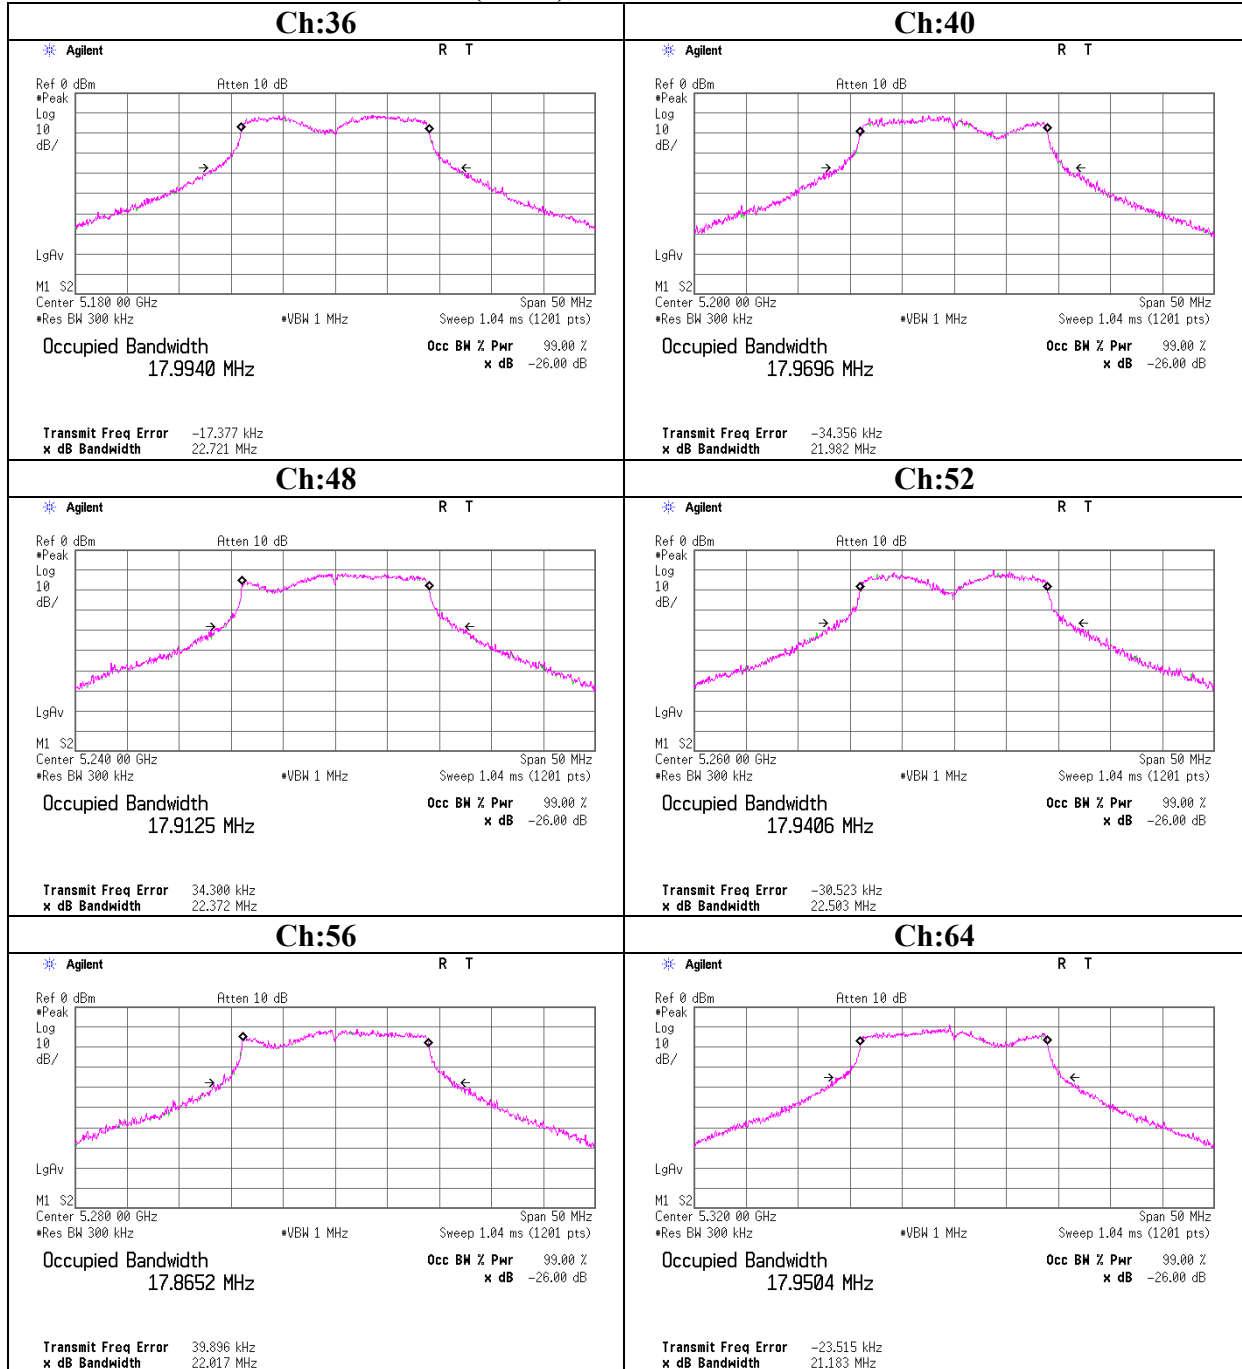 Ch:36
Agilent R T
Ref 0 dBm Atten 10 dB
#Peak
Log
10
dB/
LgAv
M1 S2
Center 5.180 00 GHz Span 50 MHz
#Res BW 300 kHz #VBW 1 MHz Sweep 1.04 ms (1201 pts)
Occupied Bandwidth Occ BW % Pwr 99.00 %
17.9940 MHz x dB -26.00 dB
Transmit Freq Error -17.377 kHz
x dB Bandwidth 22.721 MHz
Ch:40
Agilent R T
Ref 0 dBm Atten 10 dB
#Peak
Log
10
dB/
LgAv
M1 S2
Center 5.200 00 GHz Span 50 MHz
#Res BW 300 kHz #VBW 1 MHz Sweep 1.04 ms (1201 pts)
Occupied Bandwidth Occ BW % Pwr 99.00 %
17.9696 MHz x dB -26.00 dB
Transmit Freq Error -34.356 kHz
x dB Bandwidth 21.982 MHz
Ch:48
Agilent R T
Ref 0 dBm Atten 10 dB
#Peak
Log
10
dB/
LgAv
M1 S2
Center 5.240 00 GHz Span 50 MHz
#Res BW 300 kHz #VBW 1 MHz Sweep 1.04 ms (1201 pts)
Occupied Bandwidth Occ BW % Pwr 99.00 %
17.9125 MHz x dB -26.00 dB
Transmit Freq Error 34.300 kHz
x dB Bandwidth 22.372 MHz
Ch:52
Agilent R T
Ref 0 dBm Atten 10 dB
#Peak
Log
10
dB/
LgAv
M1 S2
Center 5.260 00 GHz Span 50 MHz
#Res BW 300 kHz #VBW 1 MHz Sweep 1.04 ms (1201 pts)
Occupied Bandwidth Occ BW % Pwr 99.00 %
17.9406 MHz x dB -26.00 dB
Transmit Freq Error -30.523 kHz
x dB Bandwidth 22.503 MHz
Ch:56
Agilent R T
Ref 0 dBm Atten 10 dB
#Peak
Log
10
dB/
LgAv
M1 S2
Center 5.280 00 GHz Span 50 MHz
#Res BW 300 kHz #VBW 1 MHz Sweep 1.04 ms (1201 pts)
Occupied Bandwidth Occ BW % Pwr 99.00 %
17.8652 MHz x dB -26.00 dB
Transmit Freq Error 39.896 kHz
x dB Bandwidth 22.017 MHz
Ch:64
Agilent R T
Ref 0 dBm Atten 10 dB
#Peak
Log
10
dB/
LgAv
M1 S2
Center 5.320 00 GHz Span 50 MHz
#Res BW 300 kHz #VBW 1 MHz Sweep 1.04 ms (1201 pts)
Occupied Bandwidth Occ BW % Pwr 99.00 %
17.9504 MHz x dB -26.00 dB
Transmit Freq Error -23.515 kHz
x dB Bandwidth 21.183 MHz